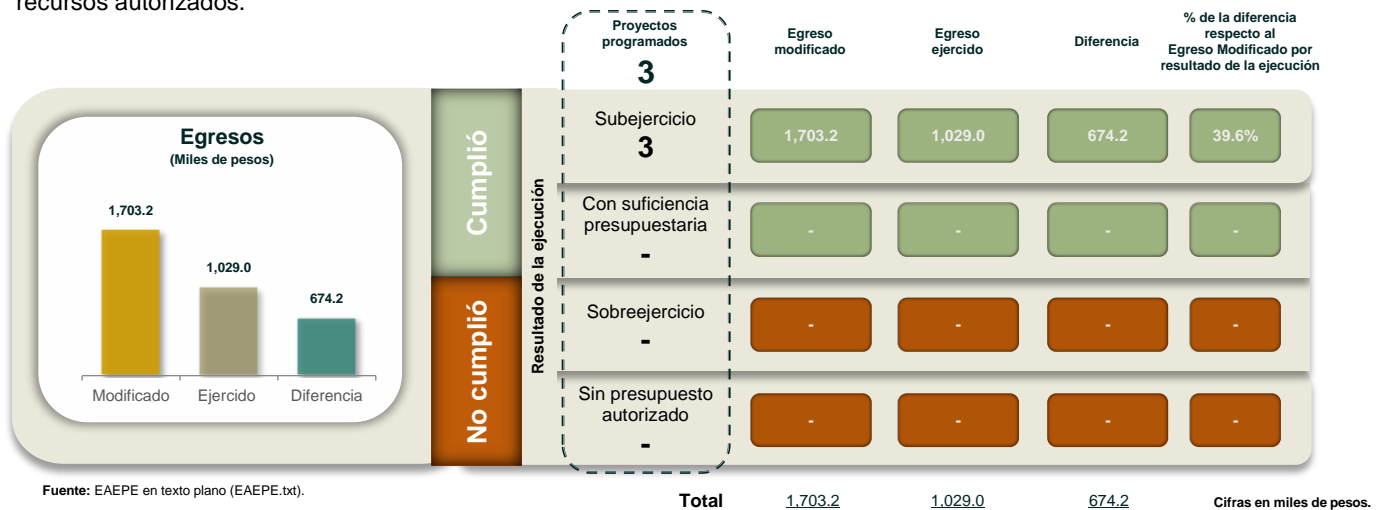 recursos autorizados.
Proyectos
programados
3
Egreso
modificado
Egreso
ejercido
Diferencia
% de la diferencia
respecto al
Egreso Modificado por
resultado de la ejecución
Egresos
(Miles de pesos)
1,703.2
1,029.0
674.2
Modificado
Ejercido
Diferencia
Cumplió
No cumplió
Resultado de la ejecución
Subejercicio
3
1,703.2
1,029.0
674.2
39.6%
Con suficiencia
presupuestaria
-
-
-
-
-
Sobreejercicio
-
-
-
-
-
Sin presupuesto
autorizado
-
-
-
-
-
Fuente: EAEPE en texto plano (EAEPE.txt).
Total
1,703.2
1,029.0
674.2
Cifras en miles de pesos.